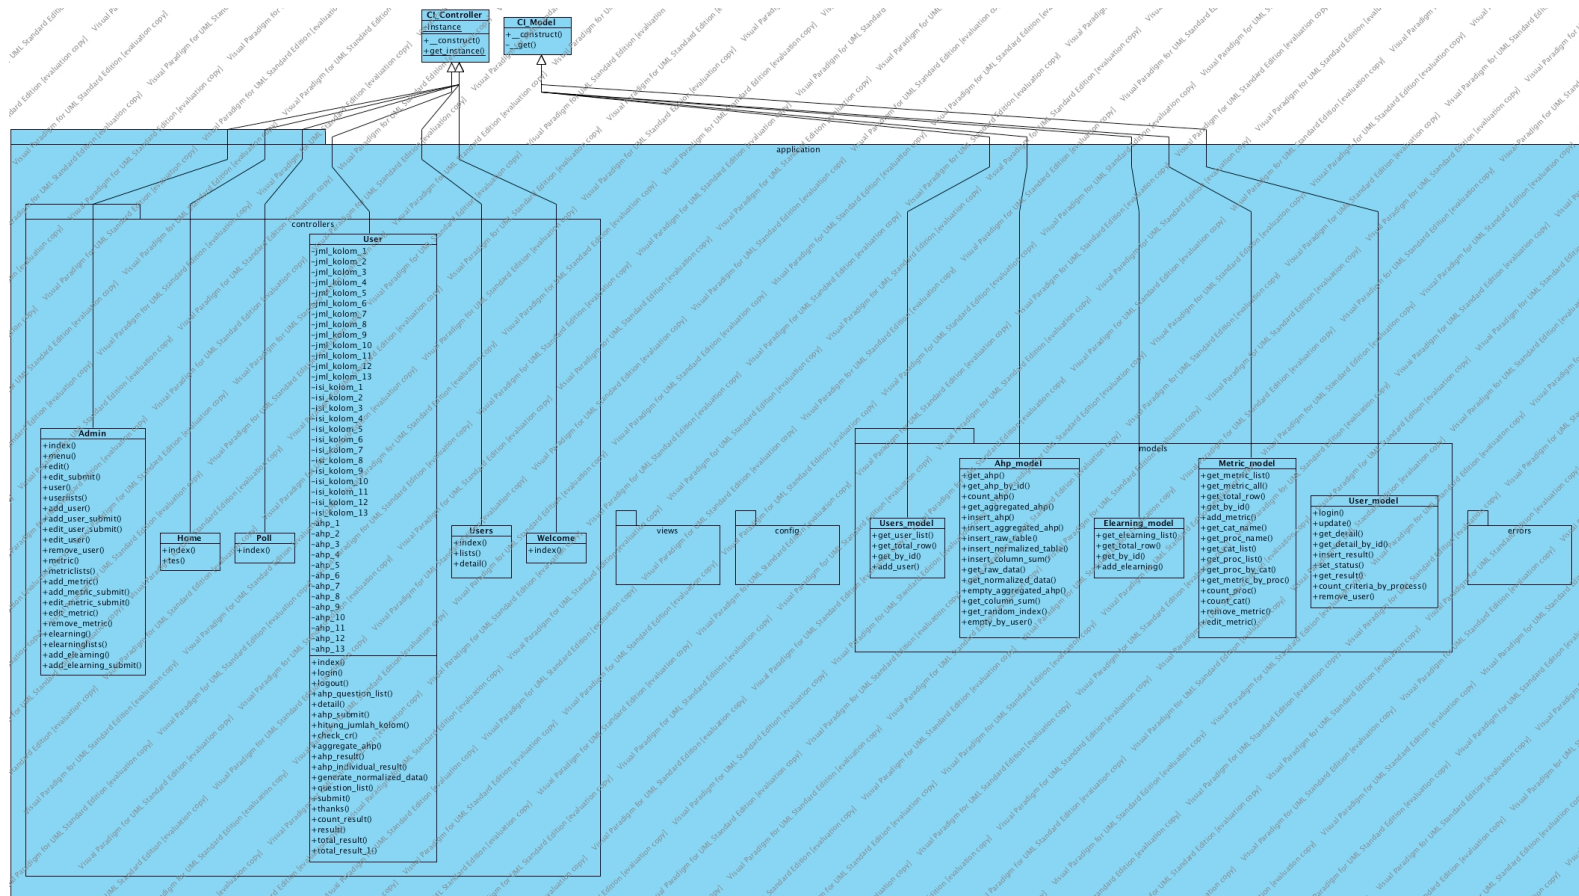 CI_Controller
-instance
+__construct()
+get_instance()
CI_Model
+__construct()
-__get()
application
controllers
User
-jml_kolom_1
-jml_kolom_2
-jml_kolom_3
-jml_kolom_4
-jml_kolom_5
-jml_kolom_6
-jml_kolom_7
-jml_kolom_8
-jml_kolom_9
-jml_kolom_10
-jml_kolom_11
-jml_kolom_12
-jml_kolom_13
-isi_kolom_1
-isi_kolom_2
-isi_kolom_3
-isi_kolom_4
-isi_kolom_5
-isi_kolom_6
-isi_kolom_7
-isi_kolom_8
-isi_kolom_9
-isi_kolom_10
-isi_kolom_11
-isi_kolom_12
-isi_kolom_13
-ahp_1
-ahp_2
-ahp_3
-ahp_4
-ahp_5
-ahp_6
-ahp_7
-ahp_8
-ahp_9
-ahp_10
-ahp_11
-ahp_12
-ahp_13
+index()
+login()
+logout()
+ahp_question_list()
+detail()
+ahp_submit()
+hitung_jumlah_kolom()
+check_cr()
+aggregate_ahp()
+ahp_result()
+ahp_individual_result()
+generate_normalized_data()
+question_list()
+submit()
+thanks()
+count_result()
+result()
+total_result()
+total_result_1()
Admin
+index()
+menu()
+edit()
+edit_submit()
+user()
+userlists()
+add_user()
+add_user_submit()
+edit_user_submit()
+edit_user()
+remove_user()
+metric()
+metriclists()
+add_metric()
+add_metric_submit()
+edit_metric_submit()
+edit_metric()
+remove_metric()
+elearning()
+elearninglists()
+add_elearning()
+add_elearning_submit()
Home
+index()
+tes()
Poll
+index()
Users
+index()
+lists()
+detail()
Welcome
+index()
views
config
models
Users_model
+get_user_list()
+get_total_row()
+get_by_id()
+add_user()
Ahp_model
+get_ahp()
+get_ahp_by_id()
+count_ahp()
+get_aggregated_ahp()
+insert_ahp()
+insert_aggregated_ahp()
+insert_raw_table()
+insert_normalized_table()
+insert_column_sum()
+get_raw_data()
+get_normalized_data()
+empty_aggregated_ahp()
+get_column_sum()
+get_random_index()
+empty_by_user()
Elearning_model
+get_elearning_list()
+get_total_row()
+get_by_id()
+add_elearning()
Metric_model
+get_metric_list()
+get_metric_all()
+get_total_row()
+get_by_id()
+add_metric()
+get_cat_name()
+get_proc_name()
+get_cat_list()
+get_proc_list()
+get_proc_by_cat()
+get_metric_by_proc()
+count_proc()
+count_cat()
+remove_metric()
+edit_metric()
User_model
+login()
+update()
+get_detail()
+get_detail_by_id()
+insert_result()
+set_status()
+get_result()
+count_criteria_by_process()
+remove_user()
errors
Visual Paradigm for UML Standard Edition [evaluation copy]